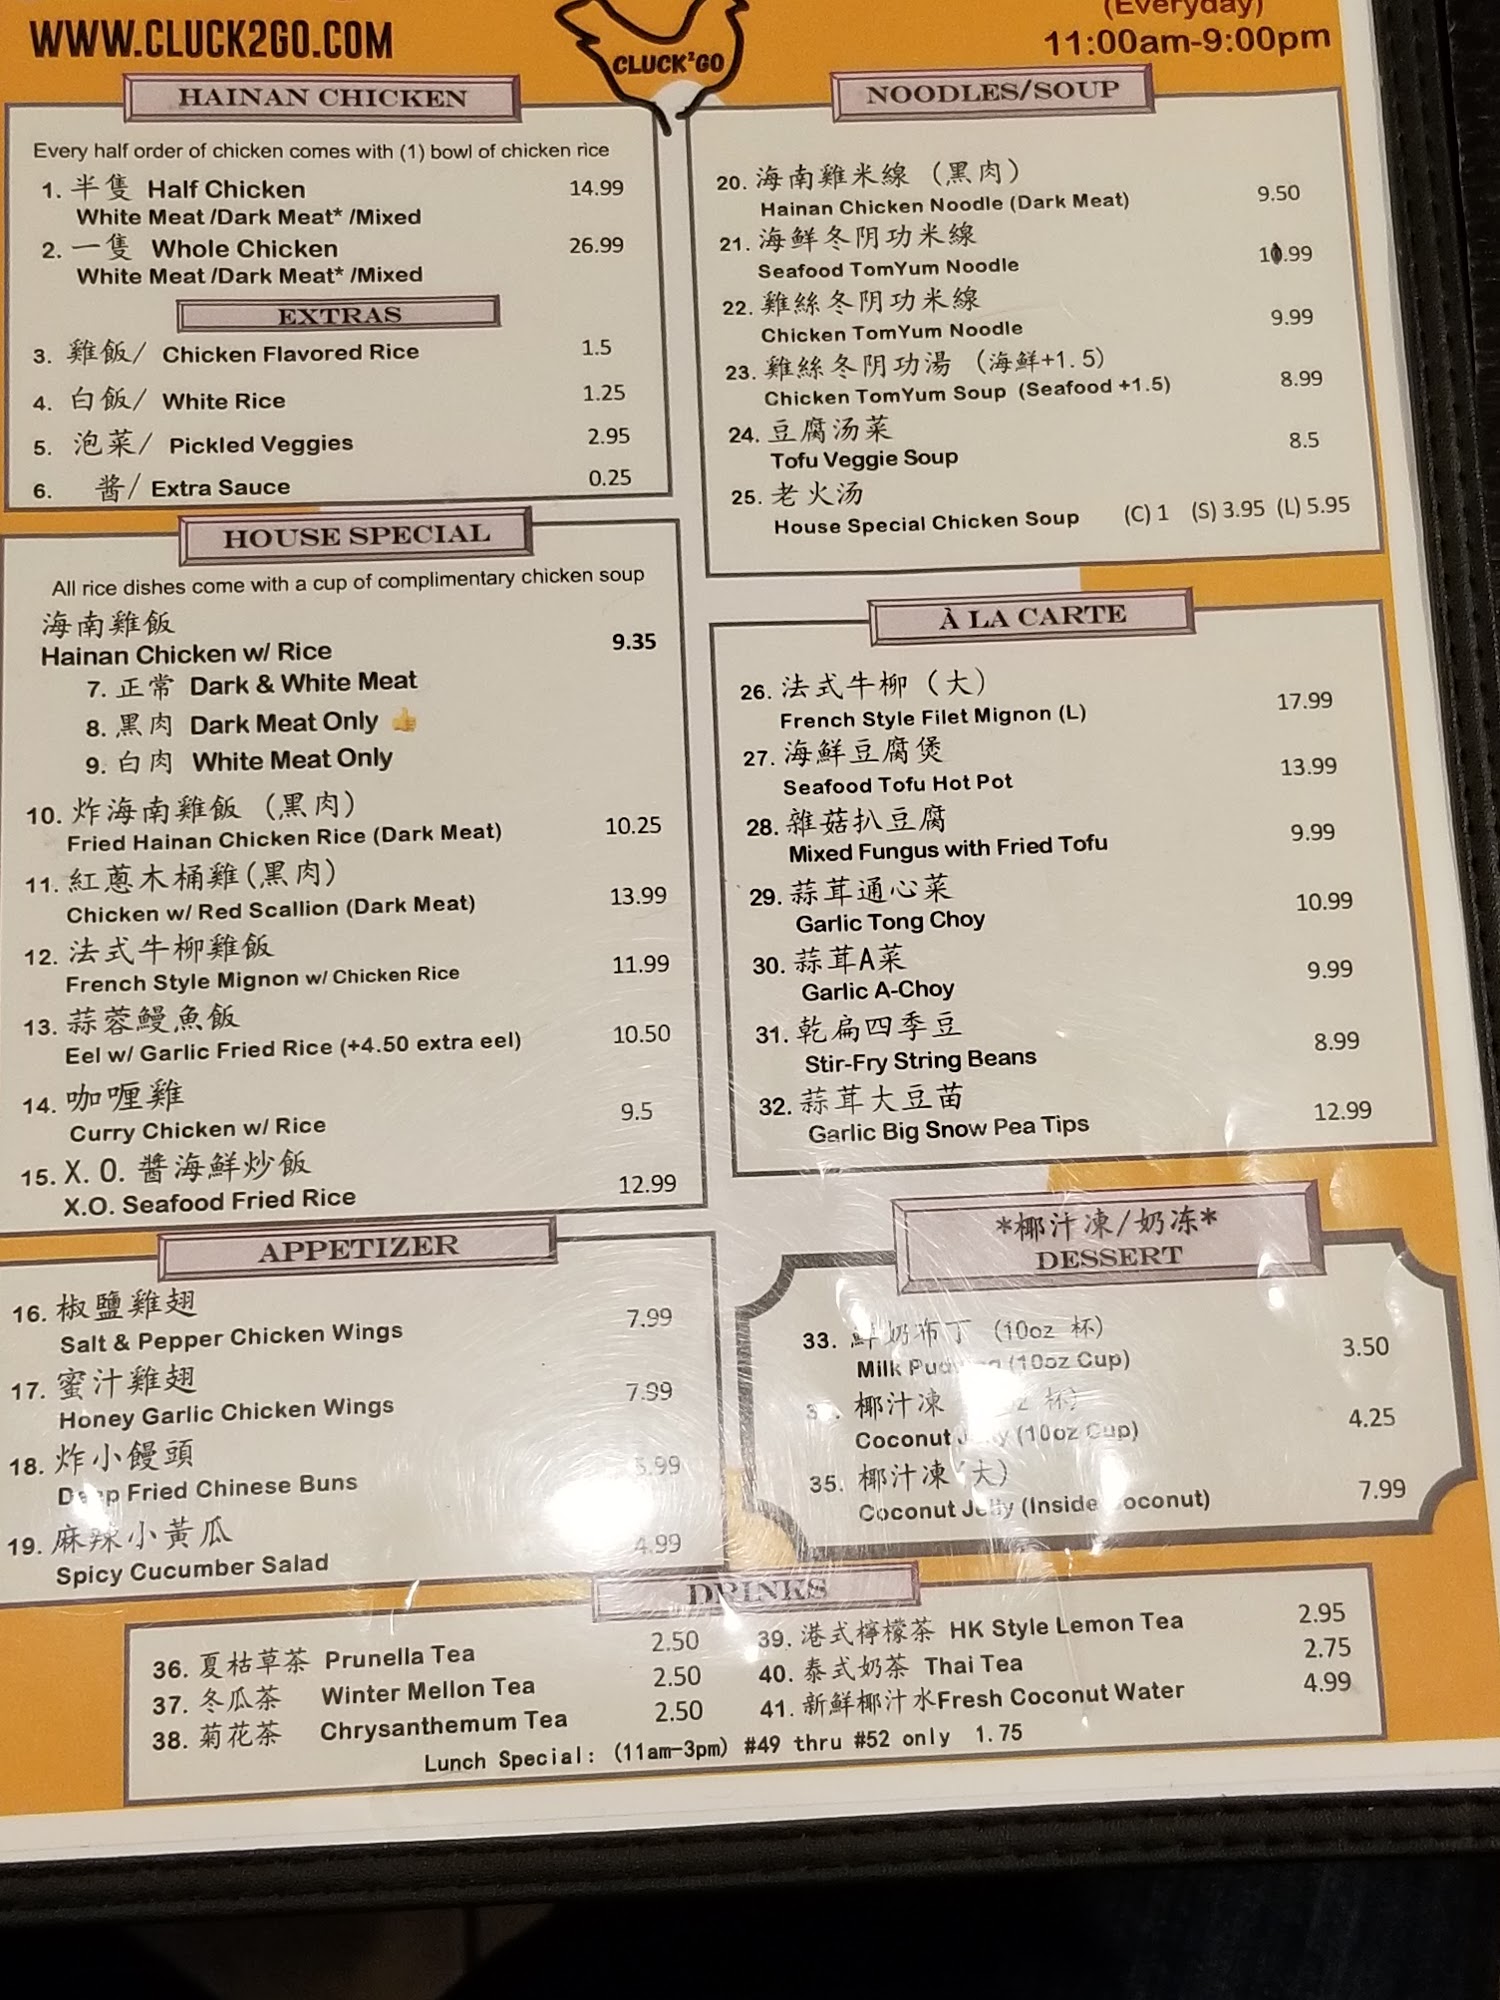 WWW.CLUCK2GO.COM
CLUCK²GO
(Everyday)
11:00am-9:00pm
HAINAN CHICKEN
Every half order of chicken comes with (1) bowl of chicken rice
1. 半隻 Half Chicken 14.99
White Meat /Dark Meat* /Mixed
2. 一隻 Whole Chicken 26.99
White Meat /Dark Meat* /Mixed
EXTRAS
3. 雞飯/ Chicken Flavored Rice 1.5
4. 白飯/ White Rice 1.25
5. 泡菜/ Pickled Veggies 2.95
6. 醬/ Extra Sauce 0.25
HOUSE SPECIAL
All rice dishes come with a cup of complimentary chicken soup
海南雞飯
Hainan Chicken w/ Rice 9.35
7. 正常 Dark & White Meat
8. 黑肉 Dark Meat Only 👍
9. 白肉 White Meat Only
10. 炸海南雞飯 (黑肉)
Fried Hainan Chicken Rice (Dark Meat) 10.25
11. 紅蔥木桶雞(黑肉)
Chicken w/ Red Scallion (Dark Meat) 13.99
12. 法式牛柳雞飯
French Style Mignon w/ Chicken Rice 11.99
13. 蒜蓉鰻魚飯
Eel w/ Garlic Fried Rice (+4.50 extra eel) 10.50
14. 咖喱雞
Curry Chicken w/ Rice 9.5
15. X. O. 醬海鮮炒飯
X.O. Seafood Fried Rice 12.99
APPETIZER
16. 椒鹽雞翅
Salt & Pepper Chicken Wings 7.99
17. 蜜汁雞翅
Honey Garlic Chicken Wings 7.99
18. 炸小饅頭
Deep Fried Chinese Buns 3.99
19. 麻辣小黃瓜
Spicy Cucumber Salad 4.99
NOODLES/SOUP
20. 海南雞米線 (黑肉)
Hainan Chicken Noodle (Dark Meat) 9.50
21. 海鮮冬阴功米線
Seafood TomYum Noodle .99
22. 雞絲冬阴功米線
Chicken TomYum Noodle 9.99
23. 雞絲冬阴功湯 (海鮮+1.5)
Chicken TomYum Soup (Seafood +1.5) 8.99
24. 豆腐汤菜
Tofu Veggie Soup 8.5
25. 老火汤
House Special Chicken Soup (C) 1 (S) 3.95 (L) 5.95
À LA CARTE
26. 法式牛柳 (大)
French Style Filet Mignon (L) 17.99
27. 海鮮豆腐煲
Seafood Tofu Hot Pot 13.99
28. 雜菇扒豆腐
Mixed Fungus with Fried Tofu 9.99
29. 蒜茸通心菜
Garlic Tong Choy 10.99
30. 蒜茸A菜
Garlic A-Choy 9.99
31. 乾扁四季豆
Stir-Fry String Beans 8.99
32. 蒜茸大豆苗
Garlic Big Snow Pea Tips 12.99
*椰汁凍/奶冻*
DESSERT
33. 鮮奶布丁 (10oz 杯)
Milk Pudding (10oz Cup) 3.50
椰汁凍 杯)
Coconut Jelly (10oz Cup) 4.25
35. 椰汁凍(大)
Coconut Jelly (Inside Coconut) 7.99
DRINKS
36. 夏枯草茶 Prunella Tea 2.50
37. 冬瓜茶 Winter Mellon Tea 2.50
38. 菊花茶 Chrysanthemum Tea 2.50
39. 港式檸檬茶 HK Style Lemon Tea 2.95
40. 泰式奶茶 Thai Tea 2.75
41. 新鮮椰汁水Fresh Coconut Water 4.99
Lunch Special: (11am-3pm) #49 thru #52 only 1.75